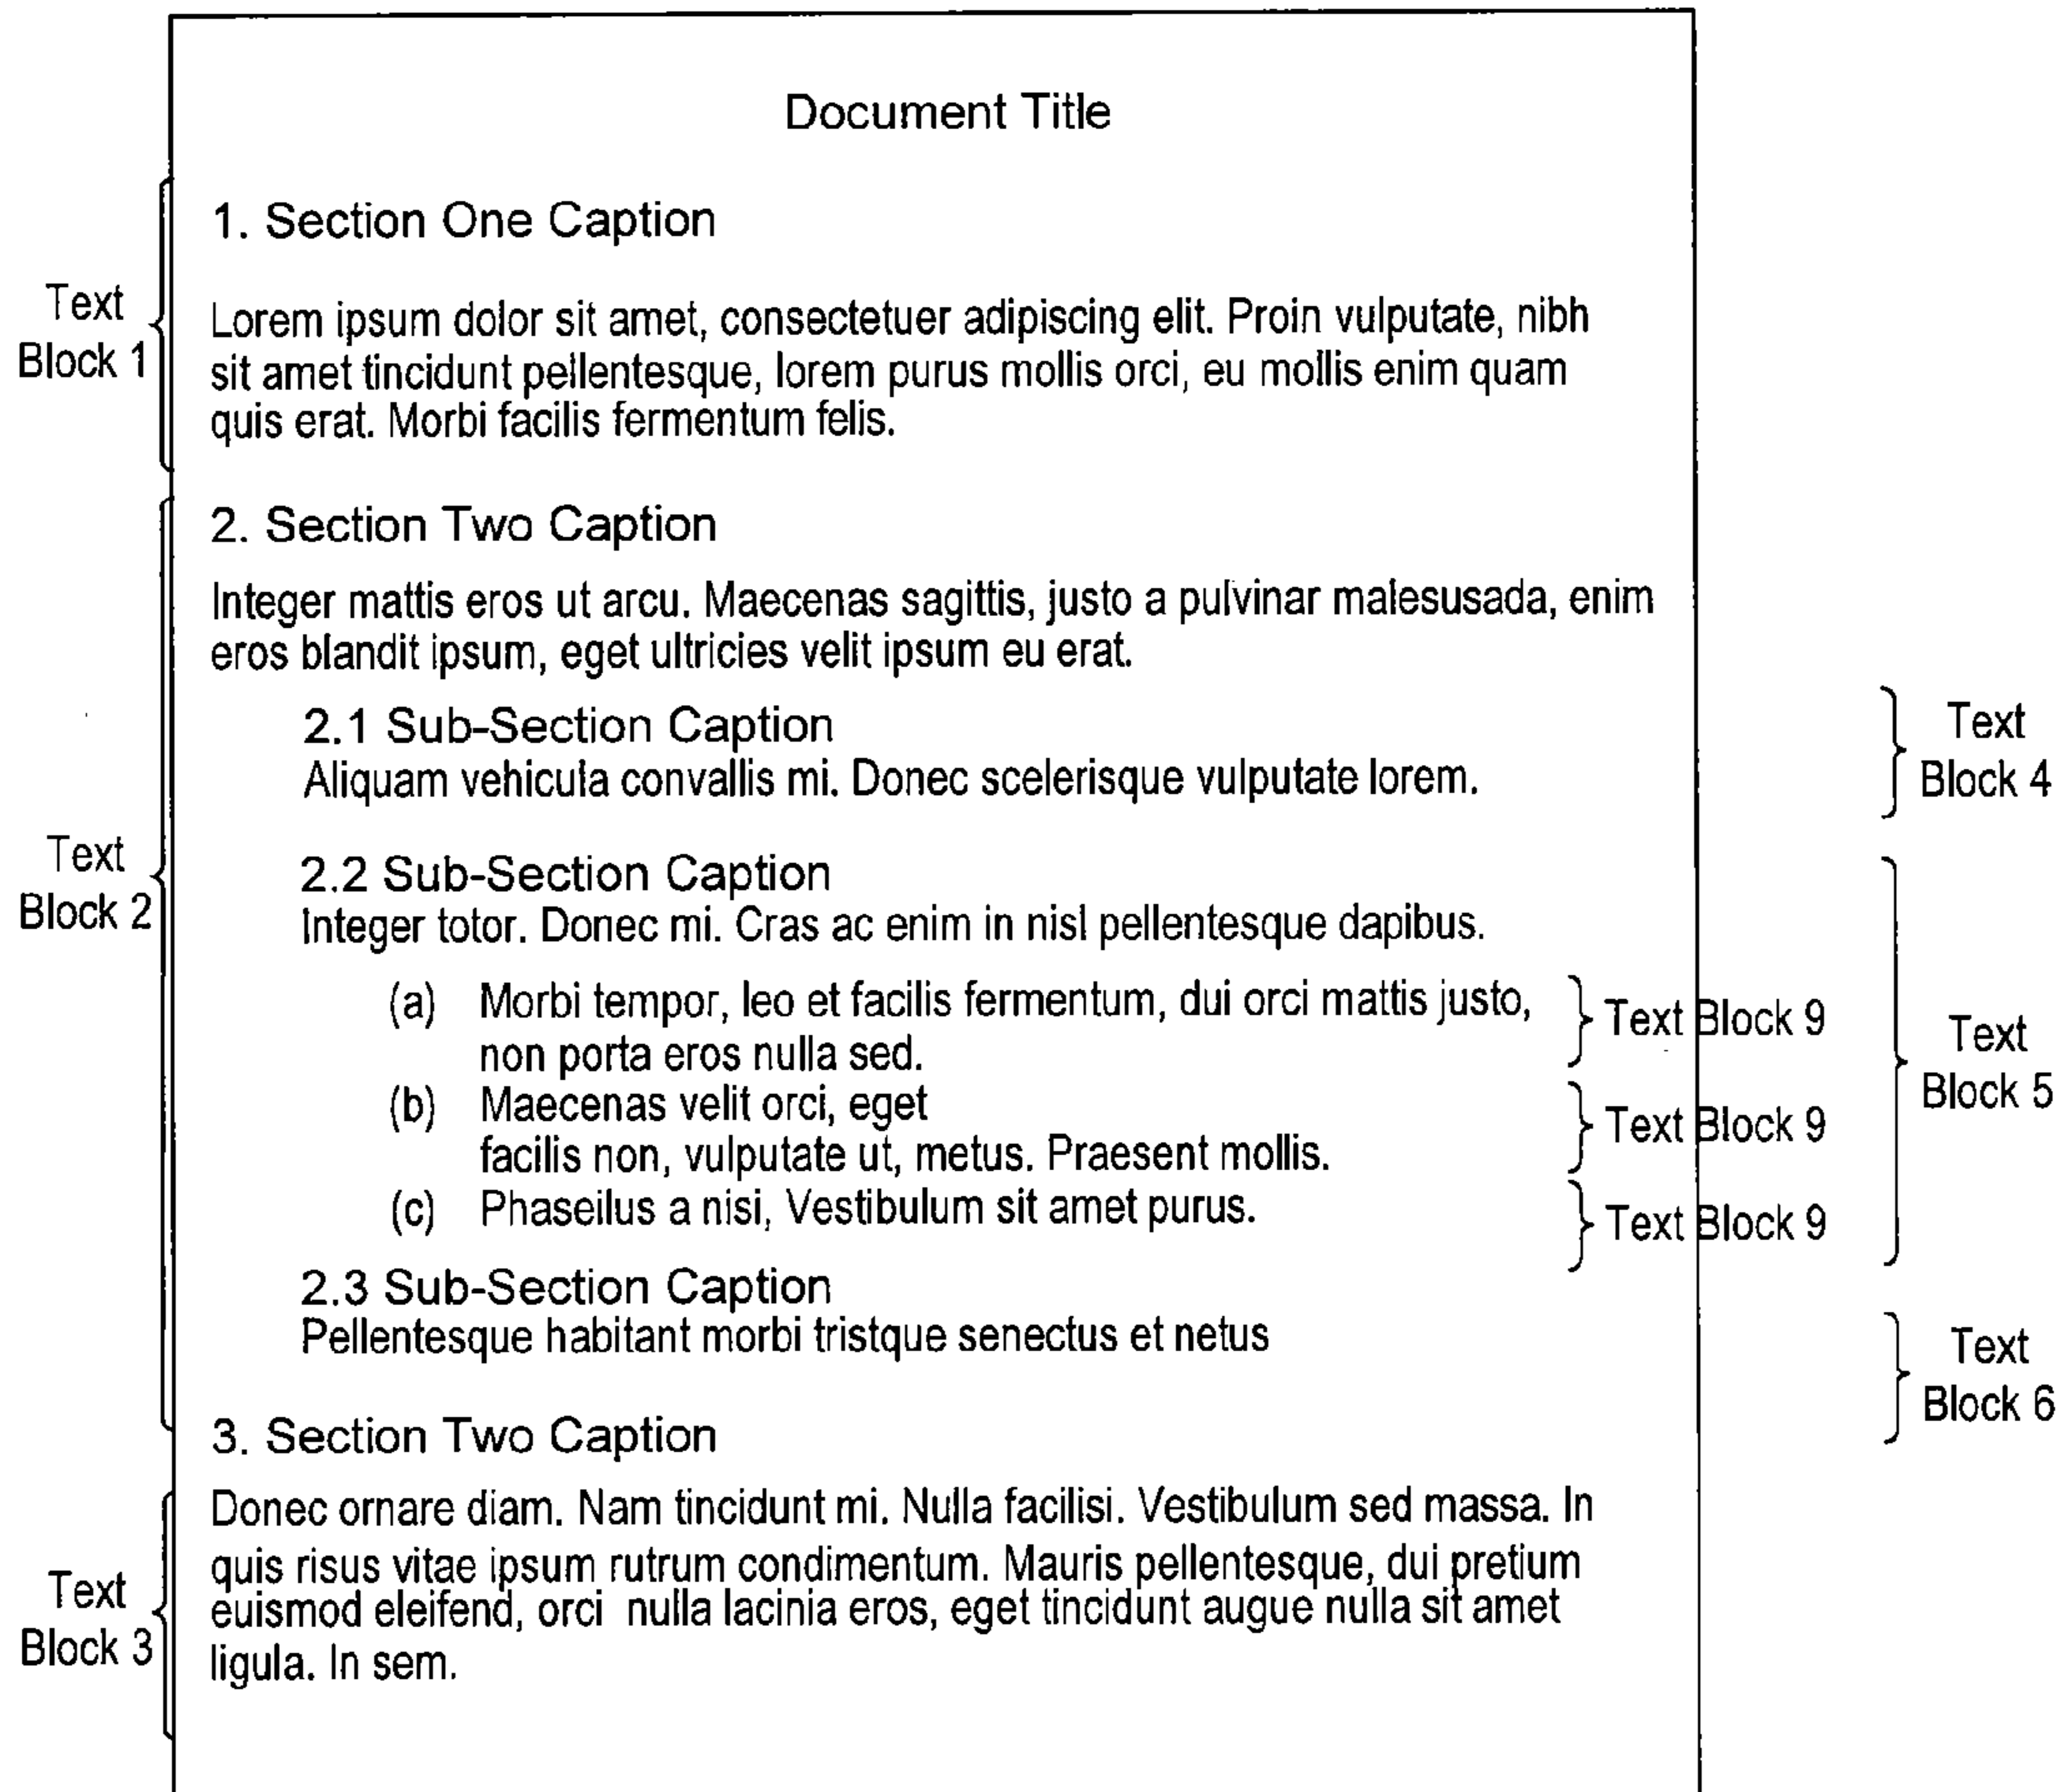 Document Title
1. Section One Caption
Text
Block 1
Lorem ipsum dolor sit amet, consectetuer adipiscing elit. Proin vulputate, nibh
sit amet tincidunt pellentesque, lorem purus mollis orci, eu mollis enim quam
quis erat. Morbi facilis fermentum felis.
2. Section Two Caption
Integer mattis eros ut arcu. Maecenas sagittis, justo a pulvinar malesusada, enim
eros blandit ipsum, eget ultricies velit ipsum eu erat.
2.1 Sub-Section Caption
Aliquam vehicula convallis mi. Donec scelerisque vulputate lorem.
Text
Block 4
Text
Block 2
2.2 Sub-Section Caption
Integer totor. Donec mi. Cras ac enim in nisl pellentesque dapibus.
(a) Morbi tempor, leo et facilis fermentum, dui orci mattis justo,
non porta eros nulla sed.
Text Block 9
(b) Maecenas velit orci, eget
facilis non, vulputate ut, metus. Praesent mollis.
Text Block 9
(c) Phaseilus a nisi, Vestibulum sit amet purus.
Text Block 9
Text
Block 5
2.3 Sub-Section Caption
Pellentesque habitant morbi tristque senectus et netus
Text
Block 6
3. Section Two Caption
Donec ornare diam. Nam tincidunt mi. Nulla facilisi. Vestibulum sed massa. In
quis risus vitae ipsum rutrum condimentum. Mauris pellentesque, dui pretium
euismod eleifend, orci nulla lacinia eros, eget tincidunt augue nulla sit amet
ligula. In sem.
Text
Block 3